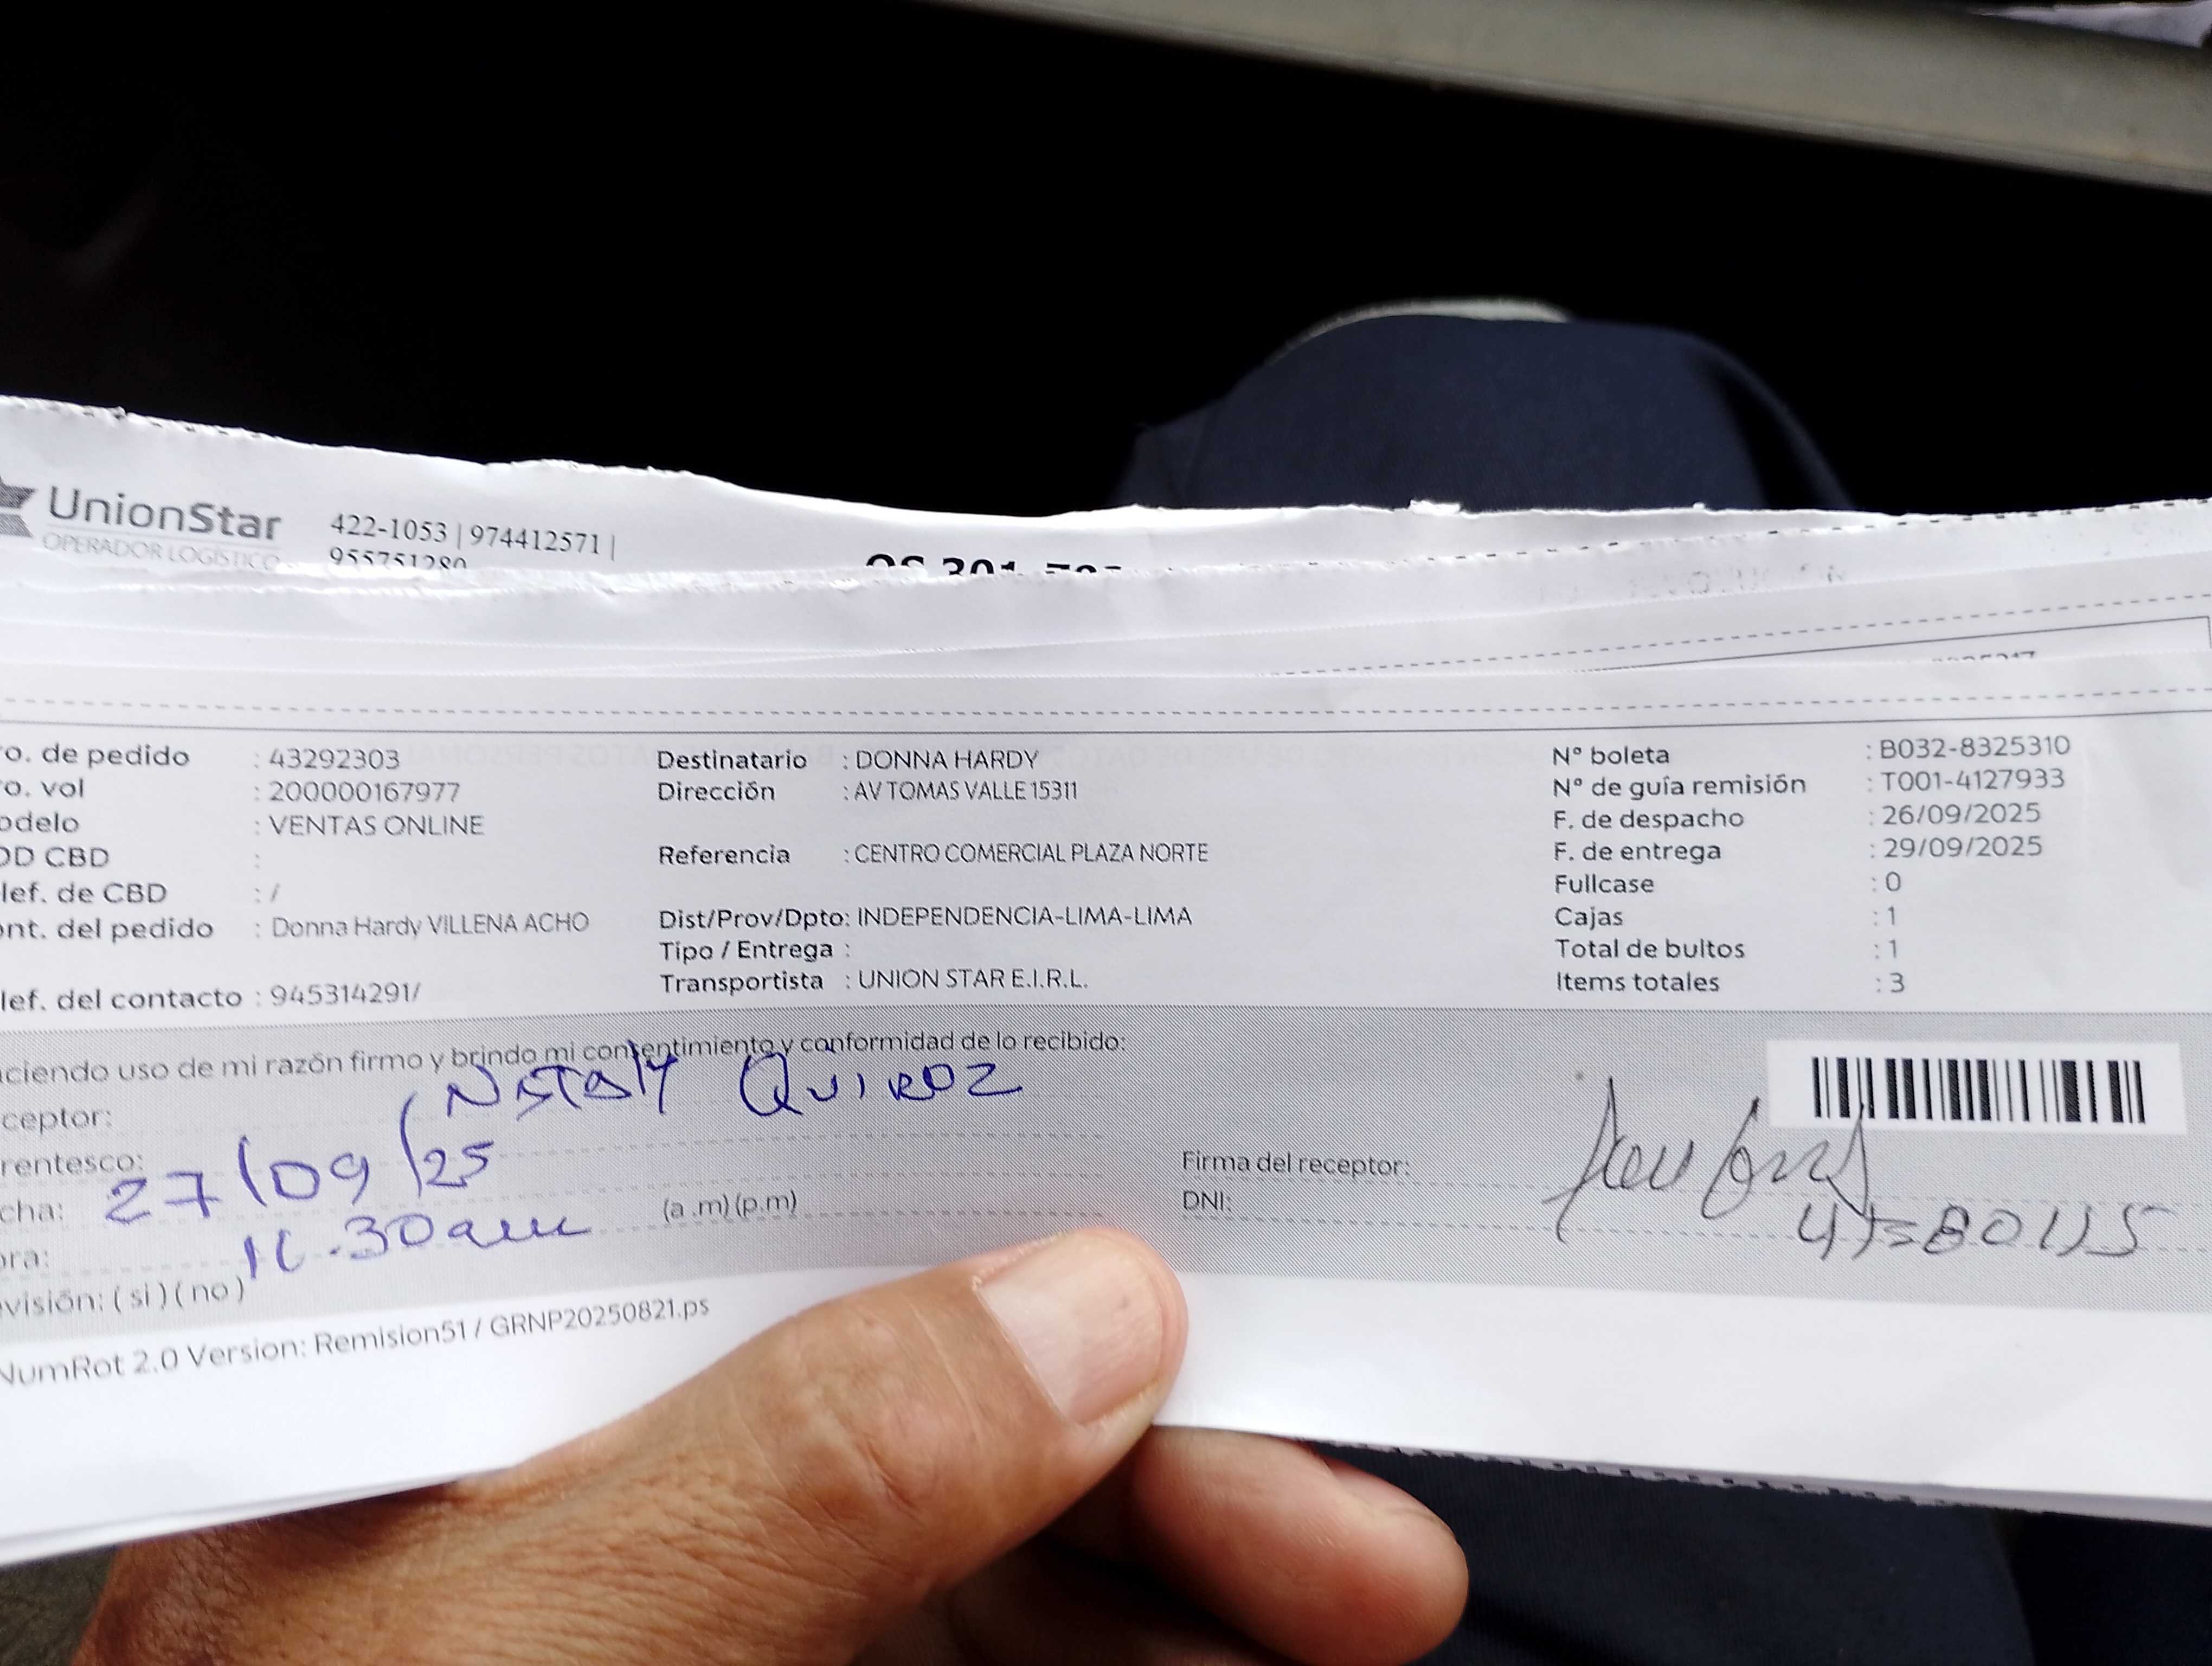 UnionStar
OPERADOR LOGÍSTICO
422-1053 | 974412571 |
955751280
o. de pedido : 43292303
o. vol : 200000167977
odelo : VENTAS ONLINE
OD CBD :
lef. de CBD : /
nt. del pedido : Donna Hardy VILLENA ACHO
lef. del contacto : 945314291/
Destinatario : DONNA HARDY
Dirección : AV TOMAS VALLE 15311
Referencia : CENTRO COMERCIAL PLAZA NORTE
Dist/Prov/Dpto: INDEPENDENCIA-LIMA-LIMA
Tipo / Entrega :
Transportista : UNION STAR E.I.R.L.
Nº boleta : B032-8325310
Nº de guía remisión : T001-4127933
F. de despacho : 26/09/2025
F. de entrega : 29/09/2025
Fullcase : 0
Cajas : 1
Total de bultos : 1
Items totales : 3
ciendo uso de mi razón firmo y brindo mi consentimiento y conformidad de lo recibido:
ceptor: Nataly QUIROZ
rentesco:
cha: 27/09/25
ora: 11.30am (a .m) (p.m)
visión: ( si ) ( no )
Firma del receptor:
DNI:
NumRot 2.0 Version: Remision51 / GRNP20250821.ps